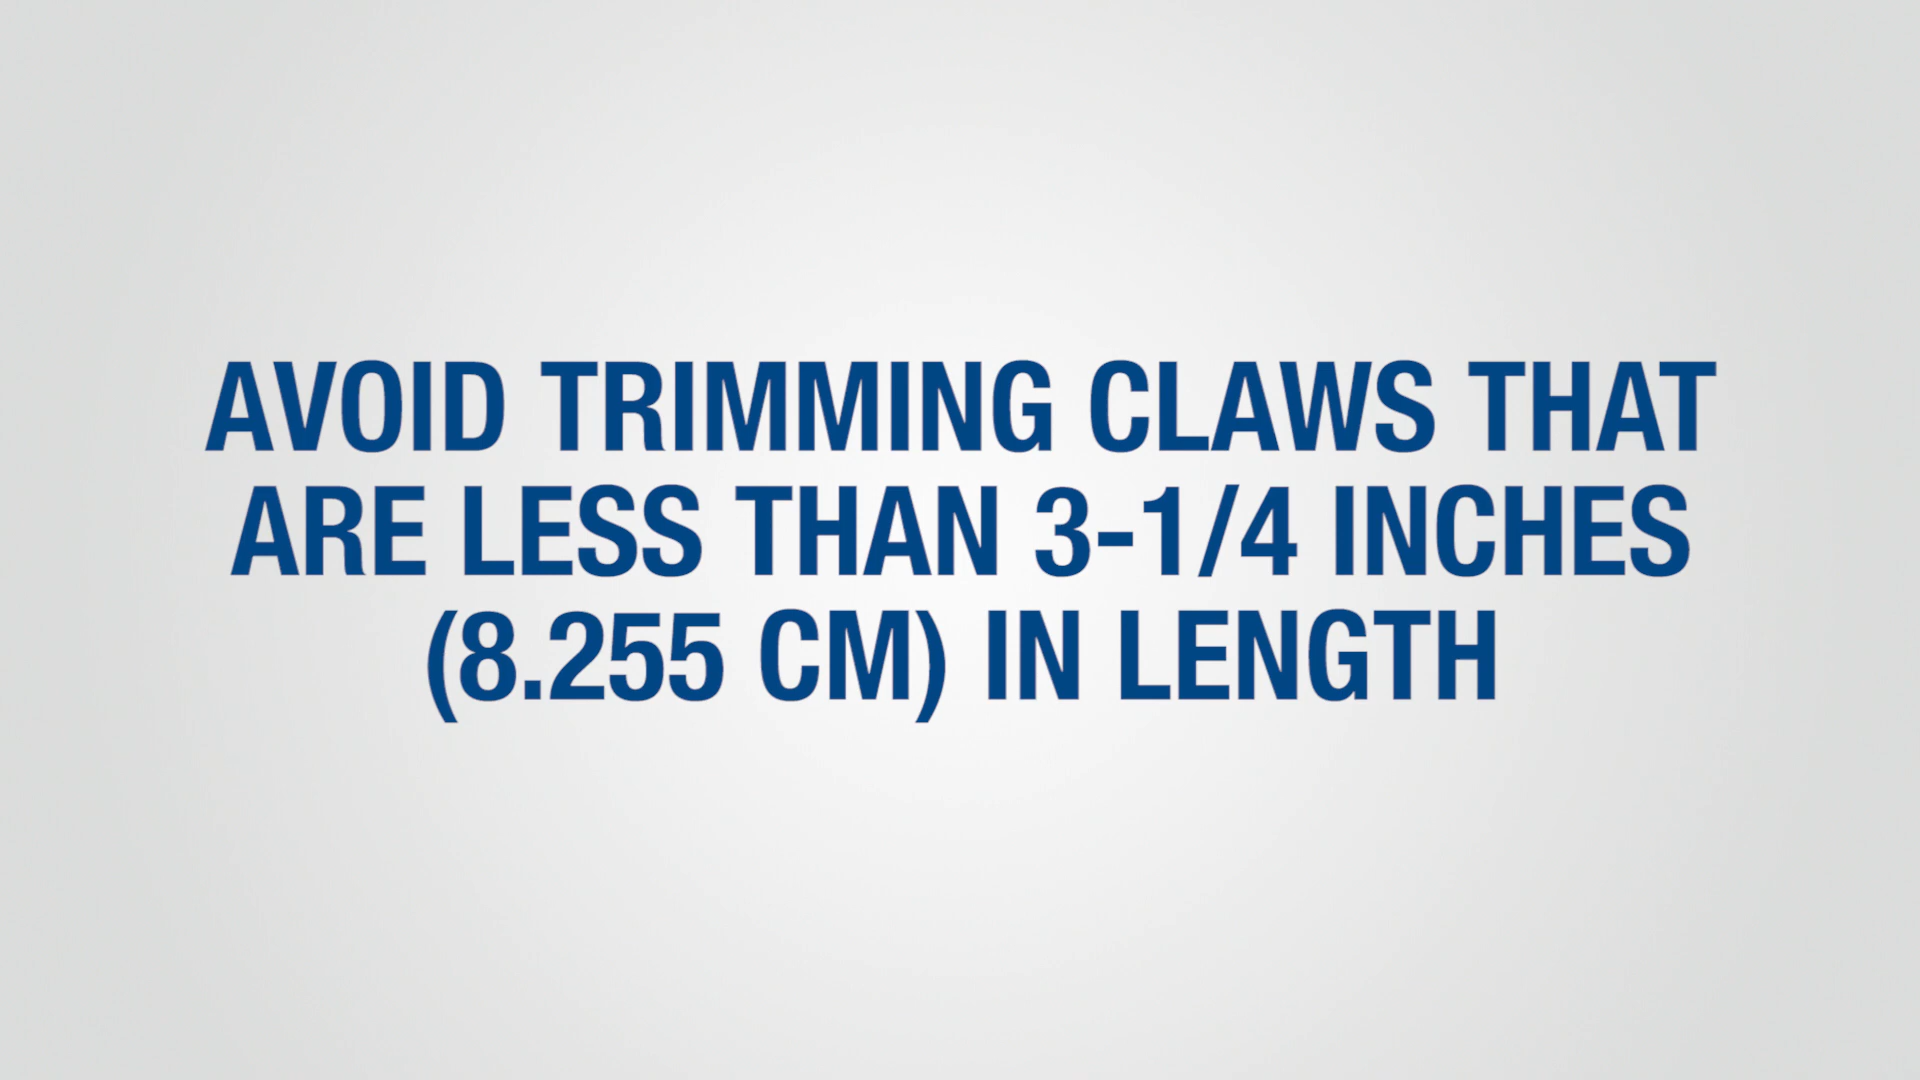 AVOID TRIMMING CLAWS THAT
ARE LESS THAN 3-1/4 INCHES
(8.255 CM) IN LENGTH